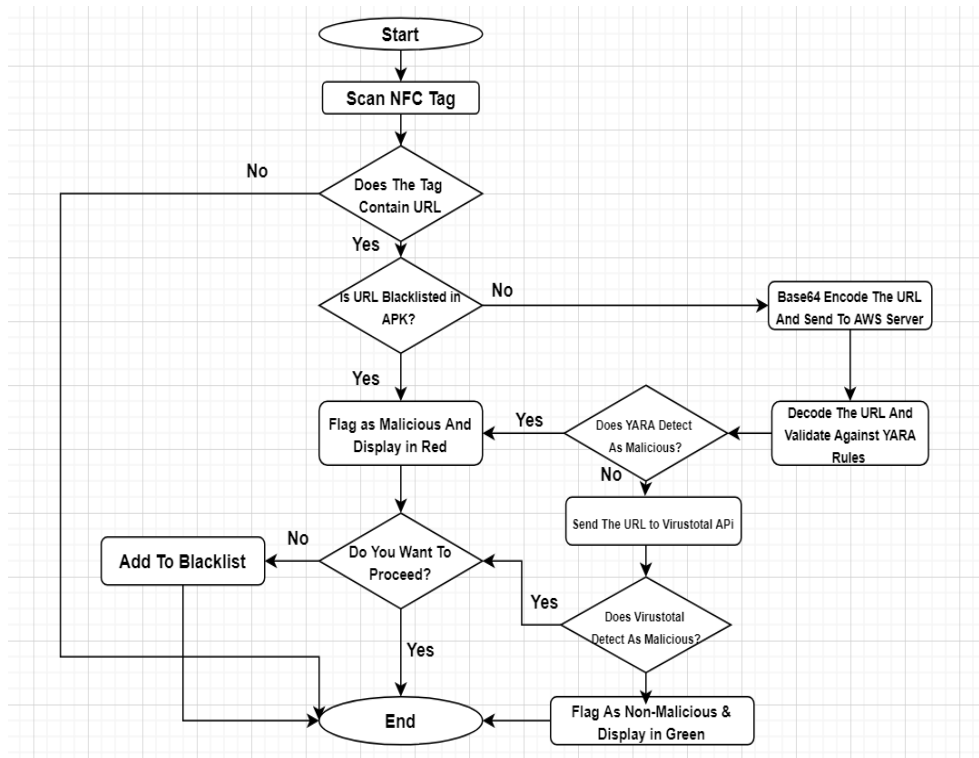 Start
Scan NFC Tag
No
Does The Tag
Contain URL
Yes
Is URL Blacklisted in
APK?
No
Base64 Encode The URL
And Send To AWS Server
Yes
Flag as Malicious And
Display in Red
Yes
Does YARA Detect
As Malicious?
Decode The URL And
Validate Against YARA
Rules
No
Send The URL to Virustotal APi
Add To Blacklist
No
Do You Want To
Proceed?
Yes
Does Virustotal
Detect As Malicious?
Yes
End
Flag As Non-Malicious &
Display in Green